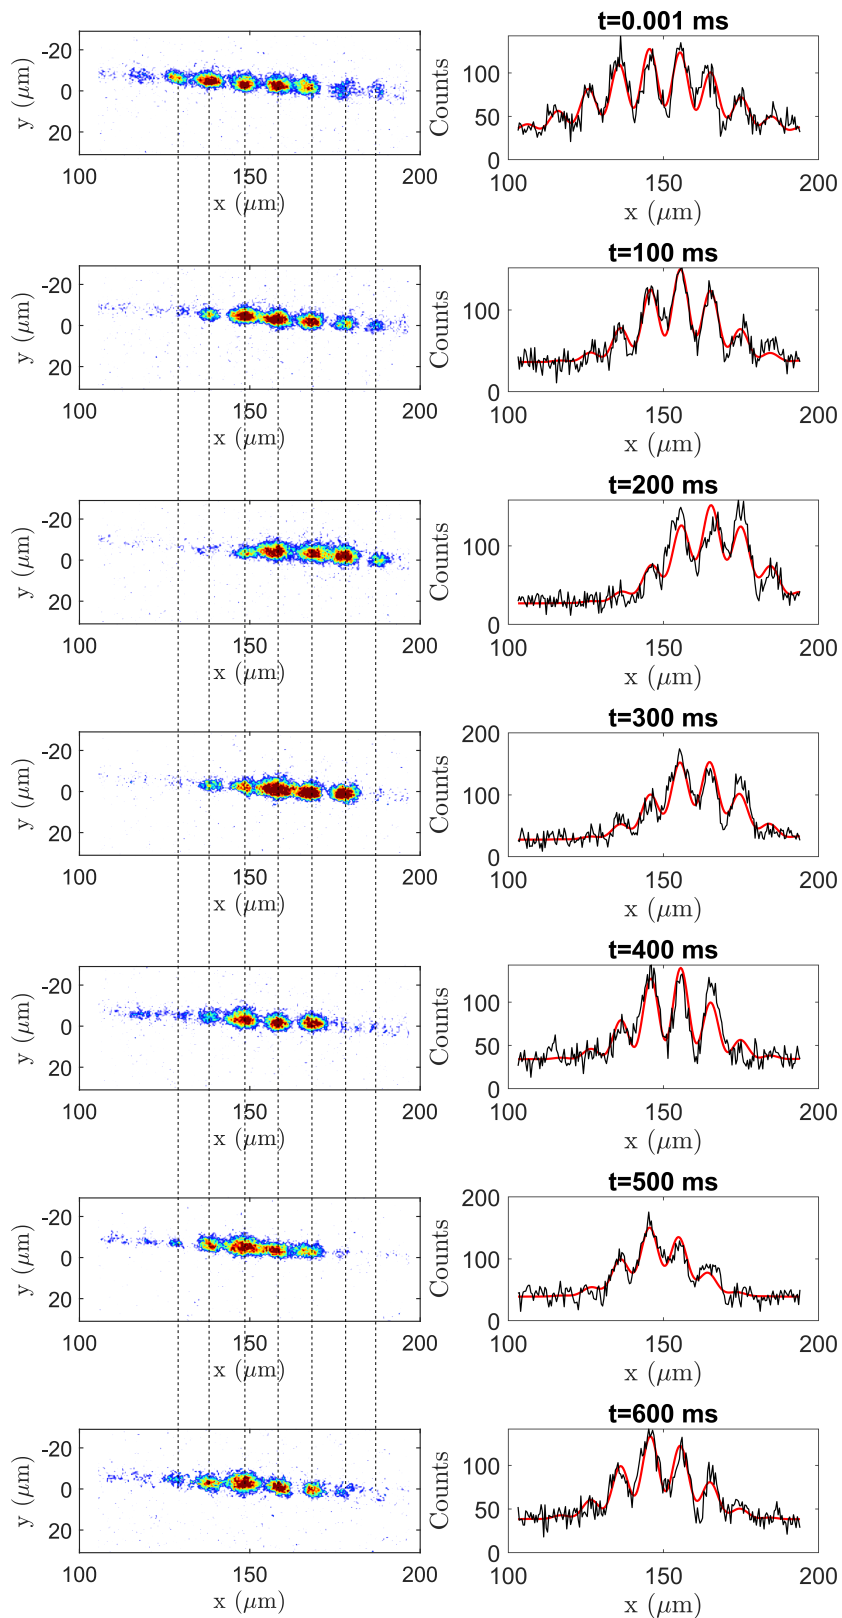 t=0.001 ms
y (μm)
-20
0
20
100
150
200
x (μm)
Counts
100
50
0
100
150
200
x (μm)
t=100 ms
y (μm)
-20
0
20
100
150
200
x (μm)
Counts
100
0
100
150
200
x (μm)
t=200 ms
y (μm)
-20
0
20
100
150
200
x (μm)
Counts
100
0
100
150
200
x (μm)
t=300 ms
y (μm)
-20
0
20
100
150
200
x (μm)
Counts
200
100
0
100
150
200
x (μm)
t=400 ms
y (μm)
-20
0
20
100
150
200
x (μm)
Counts
100
50
0
100
150
200
x (μm)
t=500 ms
y (μm)
-20
0
20
100
150
200
x (μm)
Counts
200
100
0
100
150
200
x (μm)
t=600 ms
y (μm)
-20
0
20
100
150
200
x (μm)
Counts
100
50
0
100
150
200
x (μm)